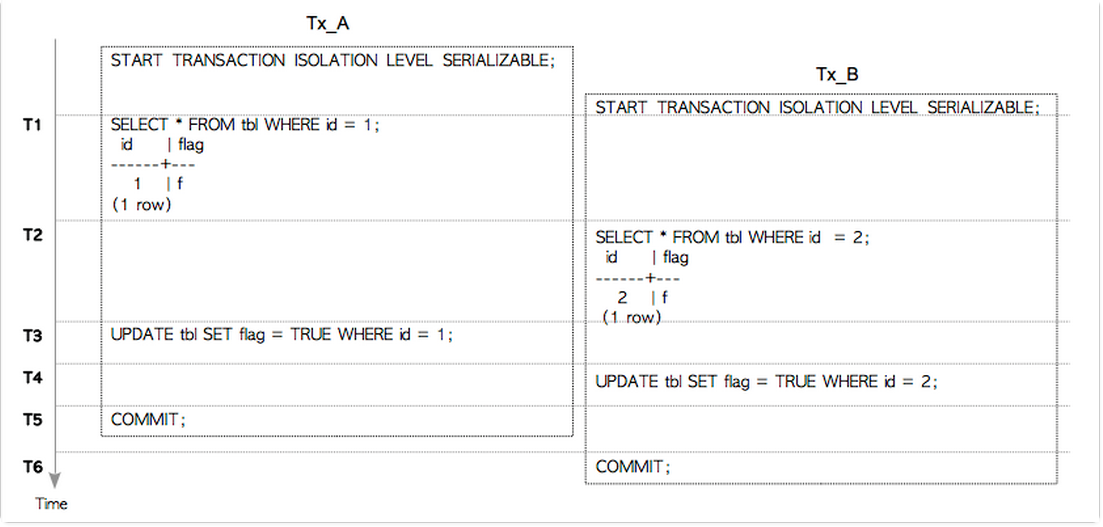 Tx_A
START TRANSACTION ISOLATION LEVEL SERIALIZABLE;
Tx_B
START TRANSACTION ISOLATION LEVEL SERIALIZABLE;
T1
SELECT * FROM tbl WHERE id = 1;
id | flag
------+---
1 | f
(1 row)
T2
SELECT * FROM tbl WHERE id = 2;
id | flag
------+---
2 | f
(1 row)
T3
UPDATE tbl SET flag = TRUE WHERE id = 1;
T4
UPDATE tbl SET flag = TRUE WHERE id = 2;
T5
COMMIT;
T6
COMMIT;
Time